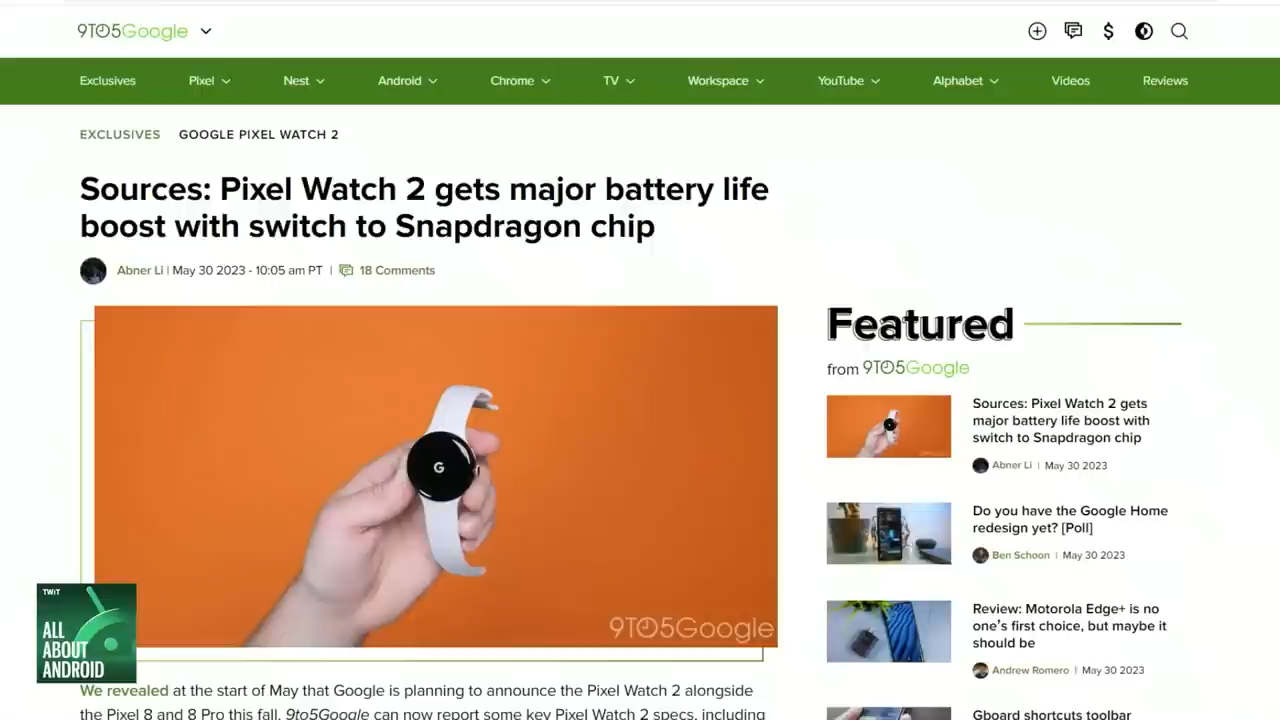 9TO5Google
Exclusives Pixel Nest Android Chrome TV Workspace YouTube Alphabet Videos Reviews
EXCLUSIVES GOOGLE PIXEL WATCH 2
Sources: Pixel Watch 2 gets major battery life
boost with switch to Snapdragon chip
Abner Li | May 30 2023 - 10:05 am PT | 18 Comments
G
9TO5Google
We revealed at the start of May that Google is planning to announce the Pixel Watch 2 alongside
the Pixel 8 and 8 Pro this fall. 9to5Google can now report some key Pixel Watch 2 specs, including
Featured
from 9TO5Google
Sources: Pixel Watch 2 gets
major battery life boost with
switch to Snapdragon chip
Abner Li | May 30 2023
Do you have the Google Home
redesign yet? [Poll]
Ben Schoon | May 30 2023
Review: Motorola Edge+ is no
one's first choice, but maybe it
should be
Andrew Romero | May 30 2023
Gboard shortcuts toolbar
TWiT
ALL
ABOUT
ANDROID